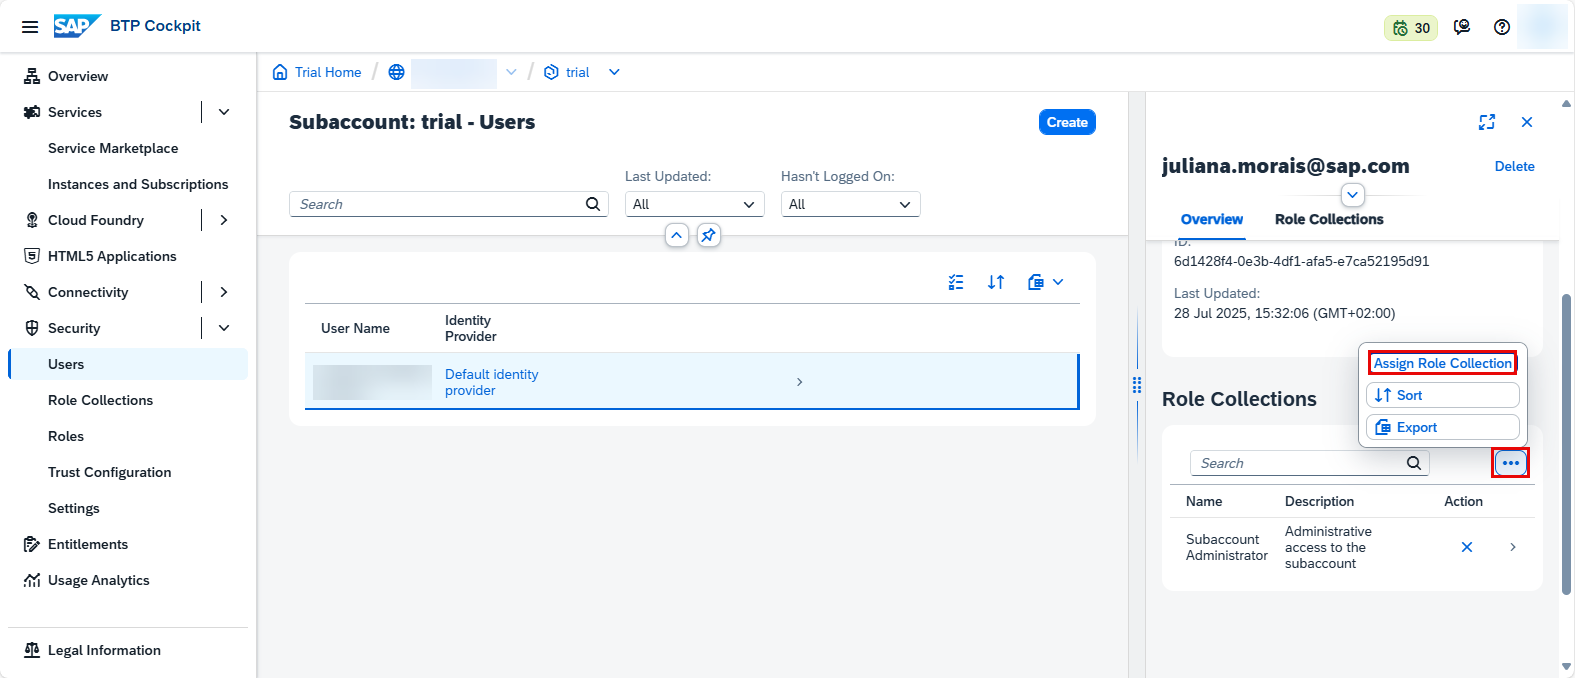 SAP BTP Cockpit
30
Overview
Services
Service Marketplace
Instances and Subscriptions
Cloud Foundry
HTML5 Applications
Connectivity
Security
Users
Role Collections
Roles
Trust Configuration
Settings
Entitlements
Usage Analytics
Legal Information
Trial Home / / trial
Subaccount: trial - Users
Create
Last Updated:
Hasn't Logged On:
Search
All
All
User Name
Identity
Provider
Default identity
provider
juliana.morais@sap.com
Delete
Overview
Role Collections
ID:
6d1428f4-0e3b-4df1-afa5-e7ca52195d91
Last Updated:
28 Jul 2025, 15:32:06 (GMT+02:00)
Assign Role Collection
Sort
Export
Role Collections
Search
Name
Description
Action
Subaccount
Administrator
Administrative
access to the
subaccount